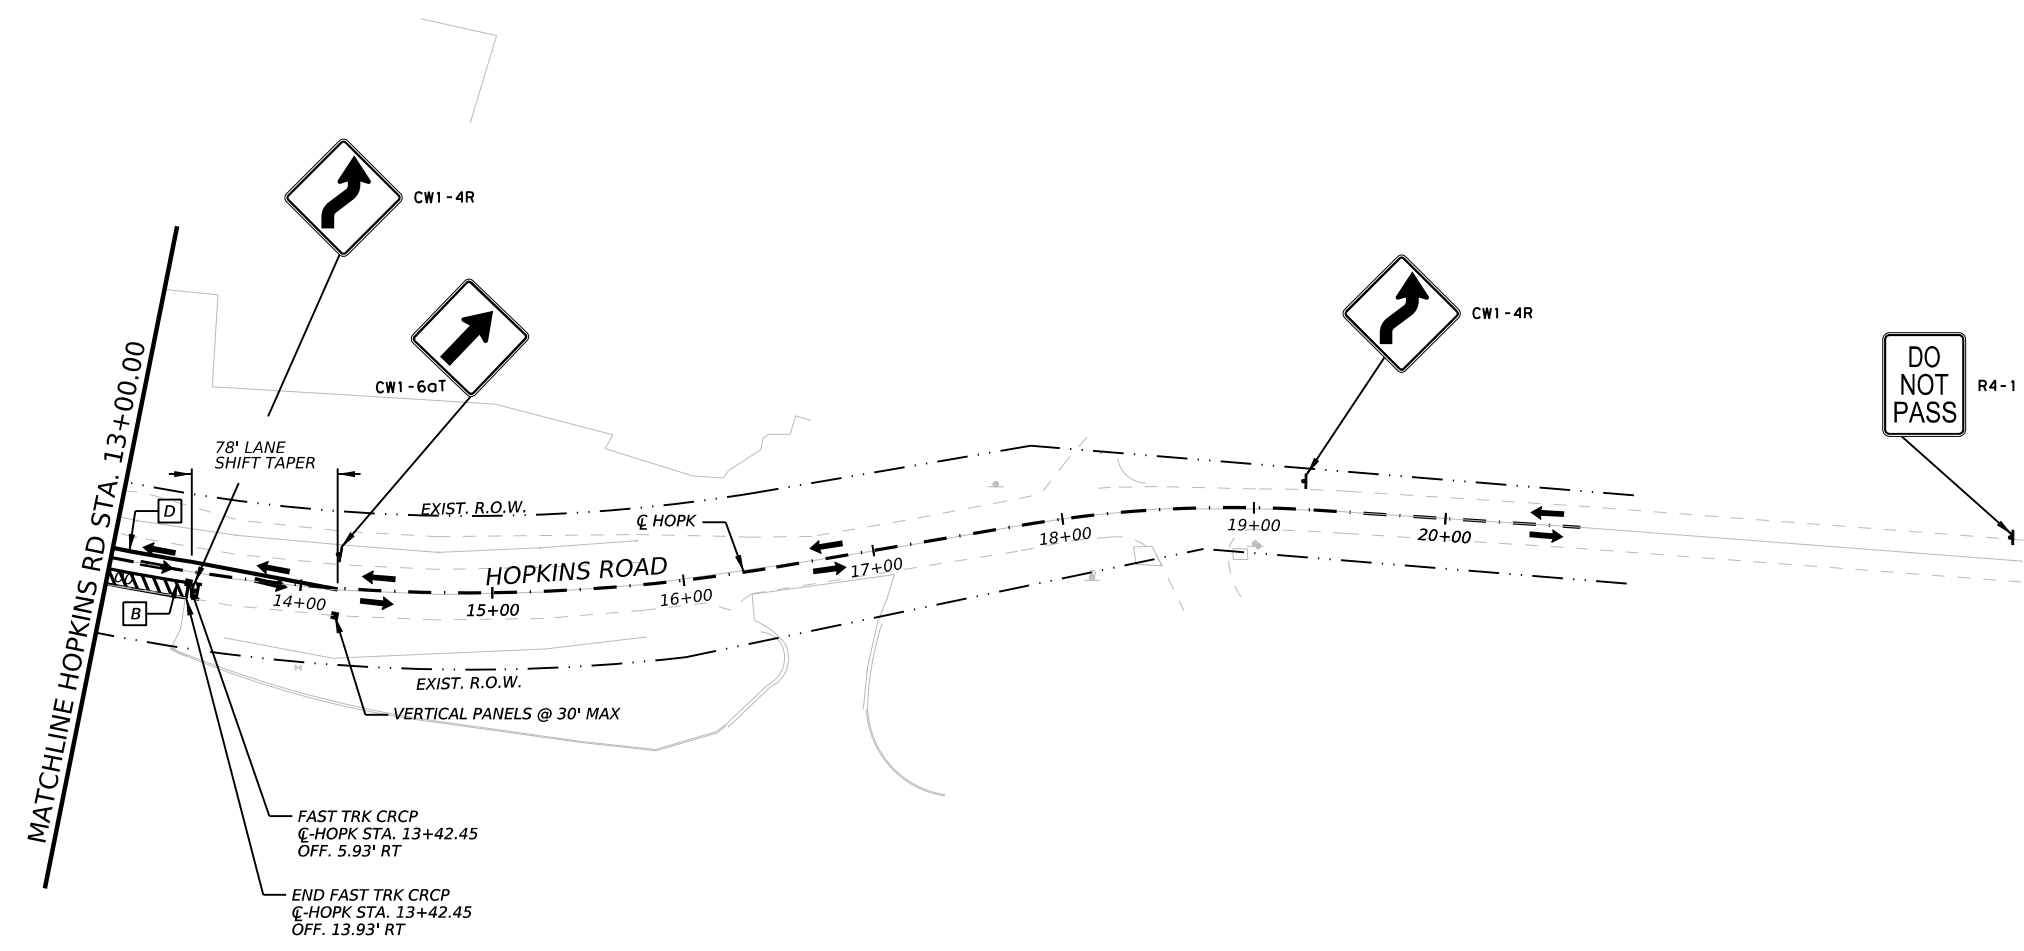 CW1-4R
CW1-6aT
CW1-4R
DO
NOT
PASS
R4-1
MATCHLINE HOPKINS RD STA. 13+00.00
78' LANE
SHIFT TAPER
D
B
EXIST. R.O.W.
℄ HOPK
HOPKINS ROAD
14+00
15+00
16+00
17+00
18+00
19+00
20+00
EXIST. R.O.W.
VERTICAL PANELS @ 30' MAX
FAST TRK CRCP
℄-HOPK STA. 13+42.45
OFF. 5.93' RT
END FAST TRK CRCP
℄-HOPK STA. 13+42.45
OFF. 13.93' RT